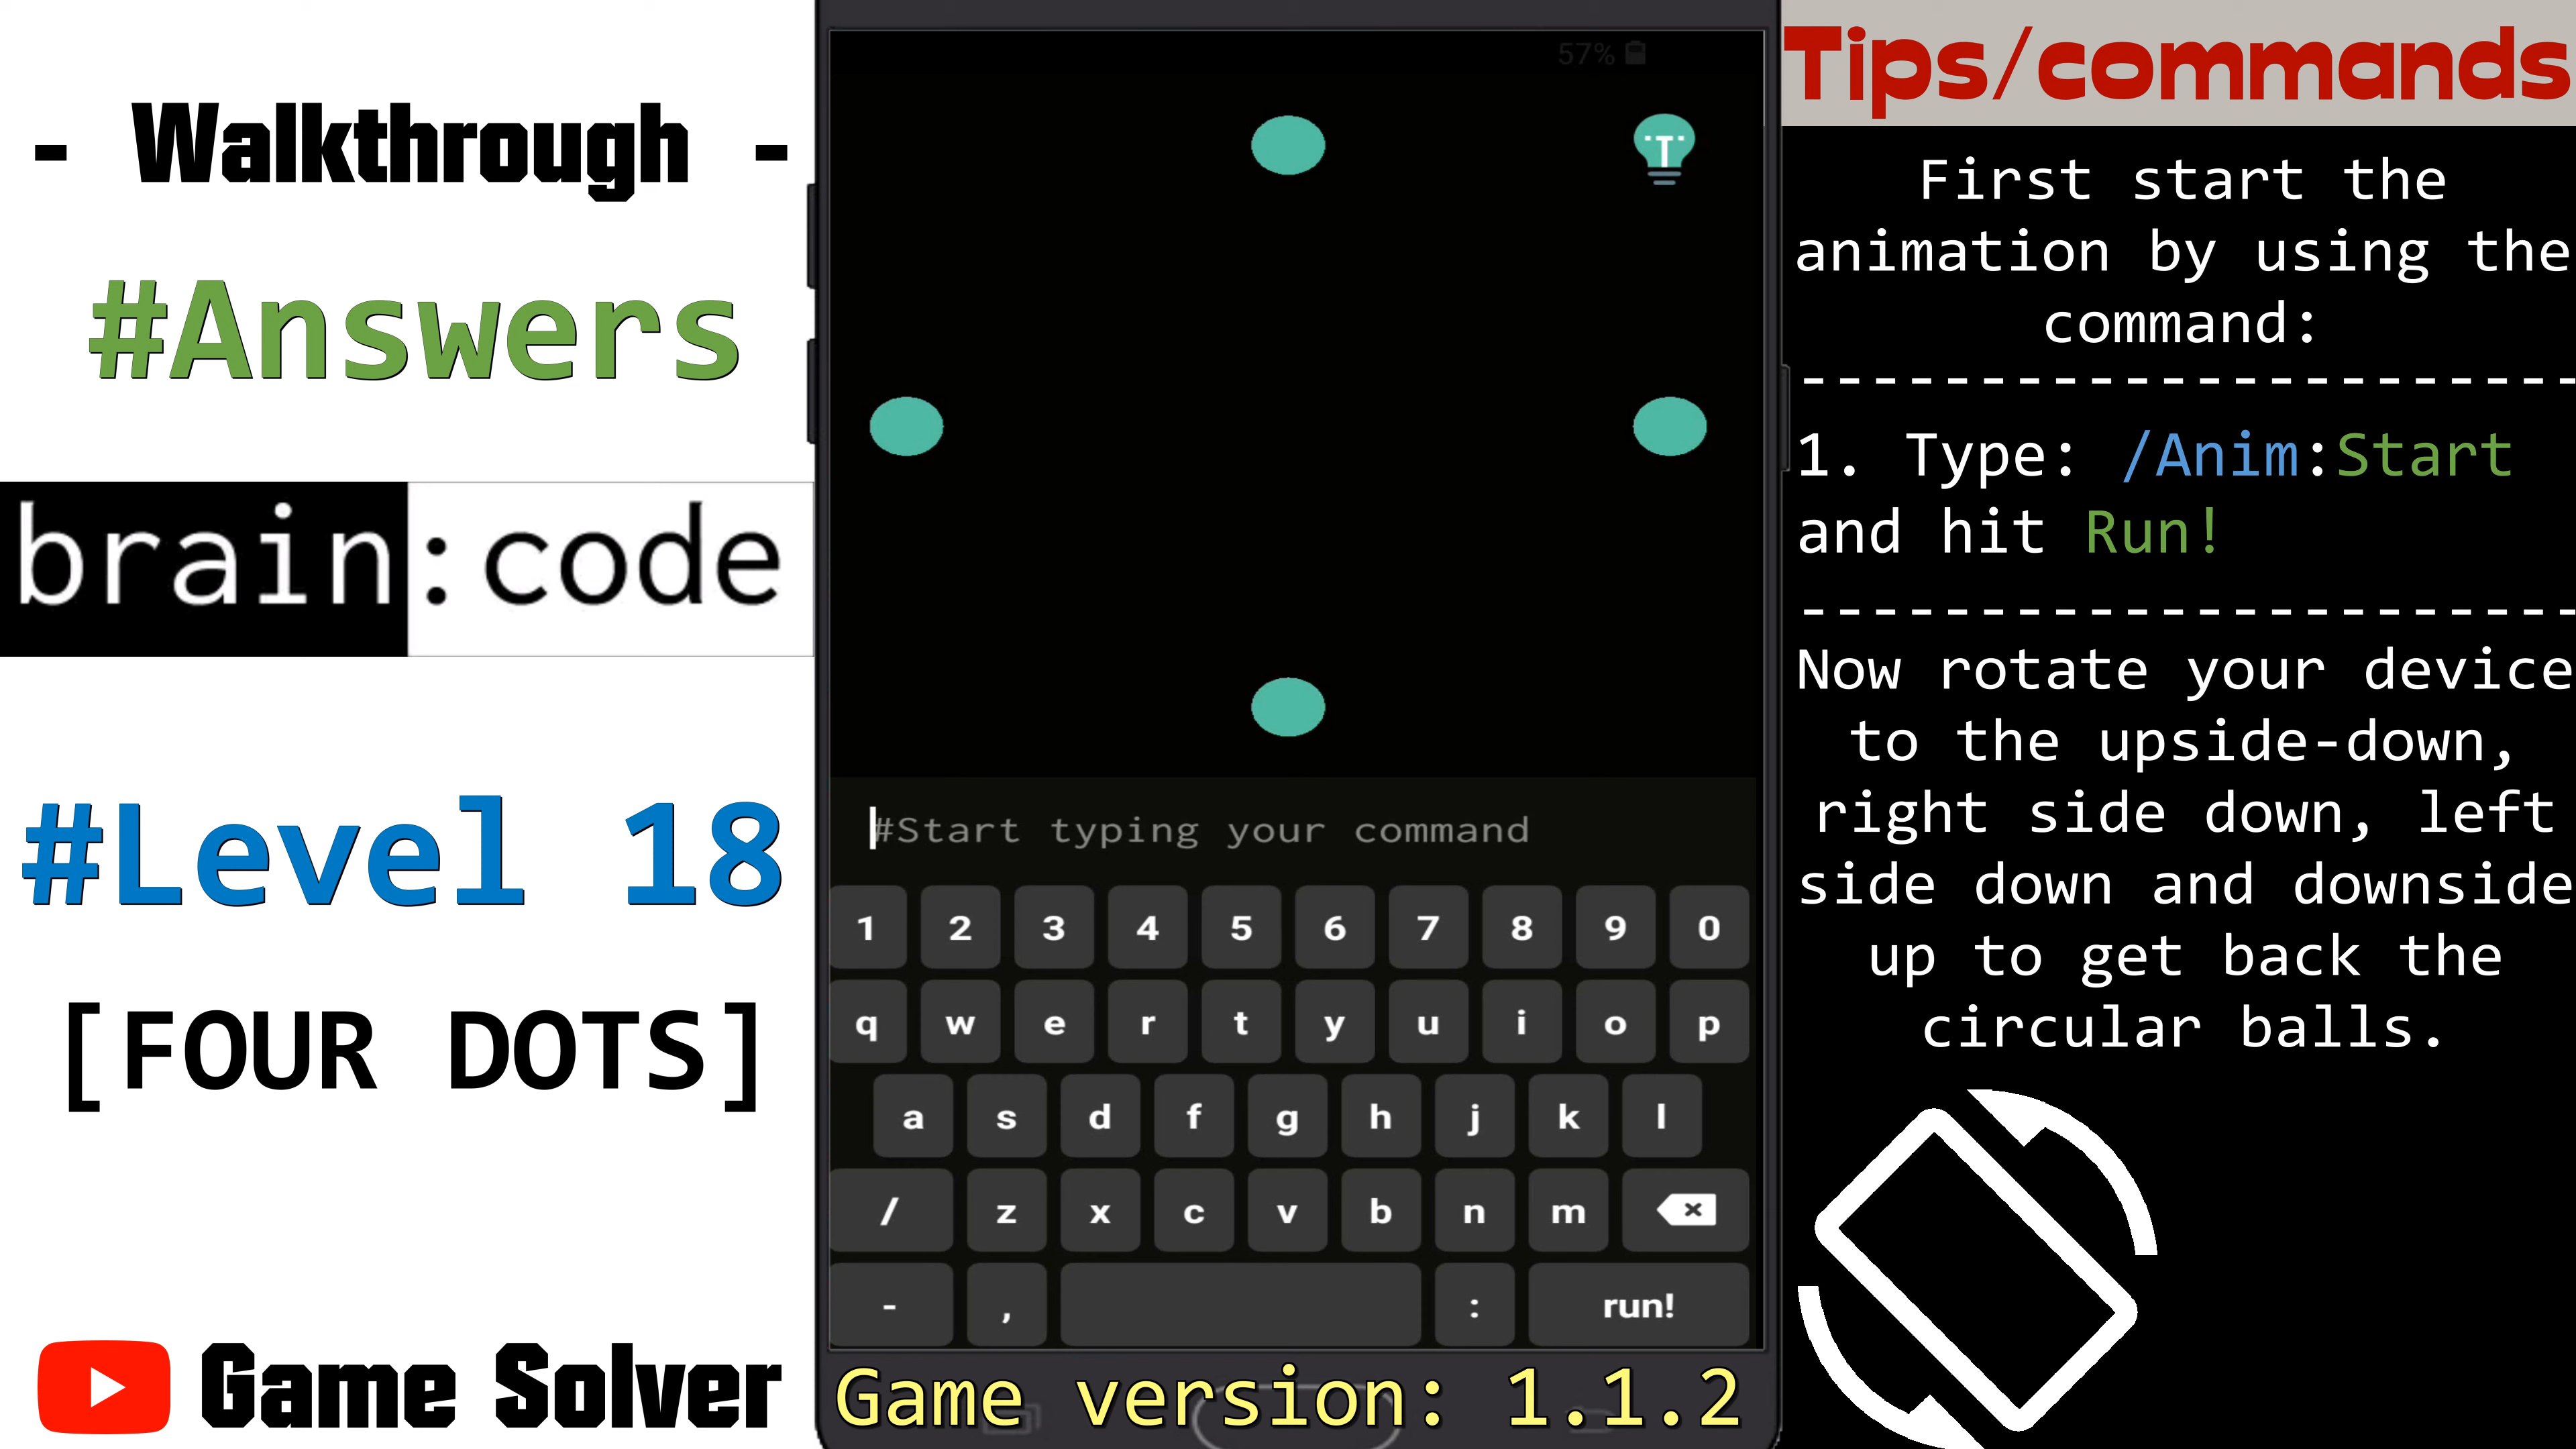 - Walkthrough -
#Answers
brain:code
#Level 18
[FOUR DOTS]
Game Solver
57%
T
#Start typing your command
1 2 3 4 5 6 7 8 9 0
q w e r t y u i o p
a s d f g h j k l
/ z x c v b n m
- , : run!
Game version: 1.1.2
Tips/commands
First start the
animation by using the
command:
----------------------
1. Type: /Anim:Start
and hit Run!
----------------------
Now rotate your device
to the upside-down,
right side down, left
side down and downside
up to get back the
circular balls.